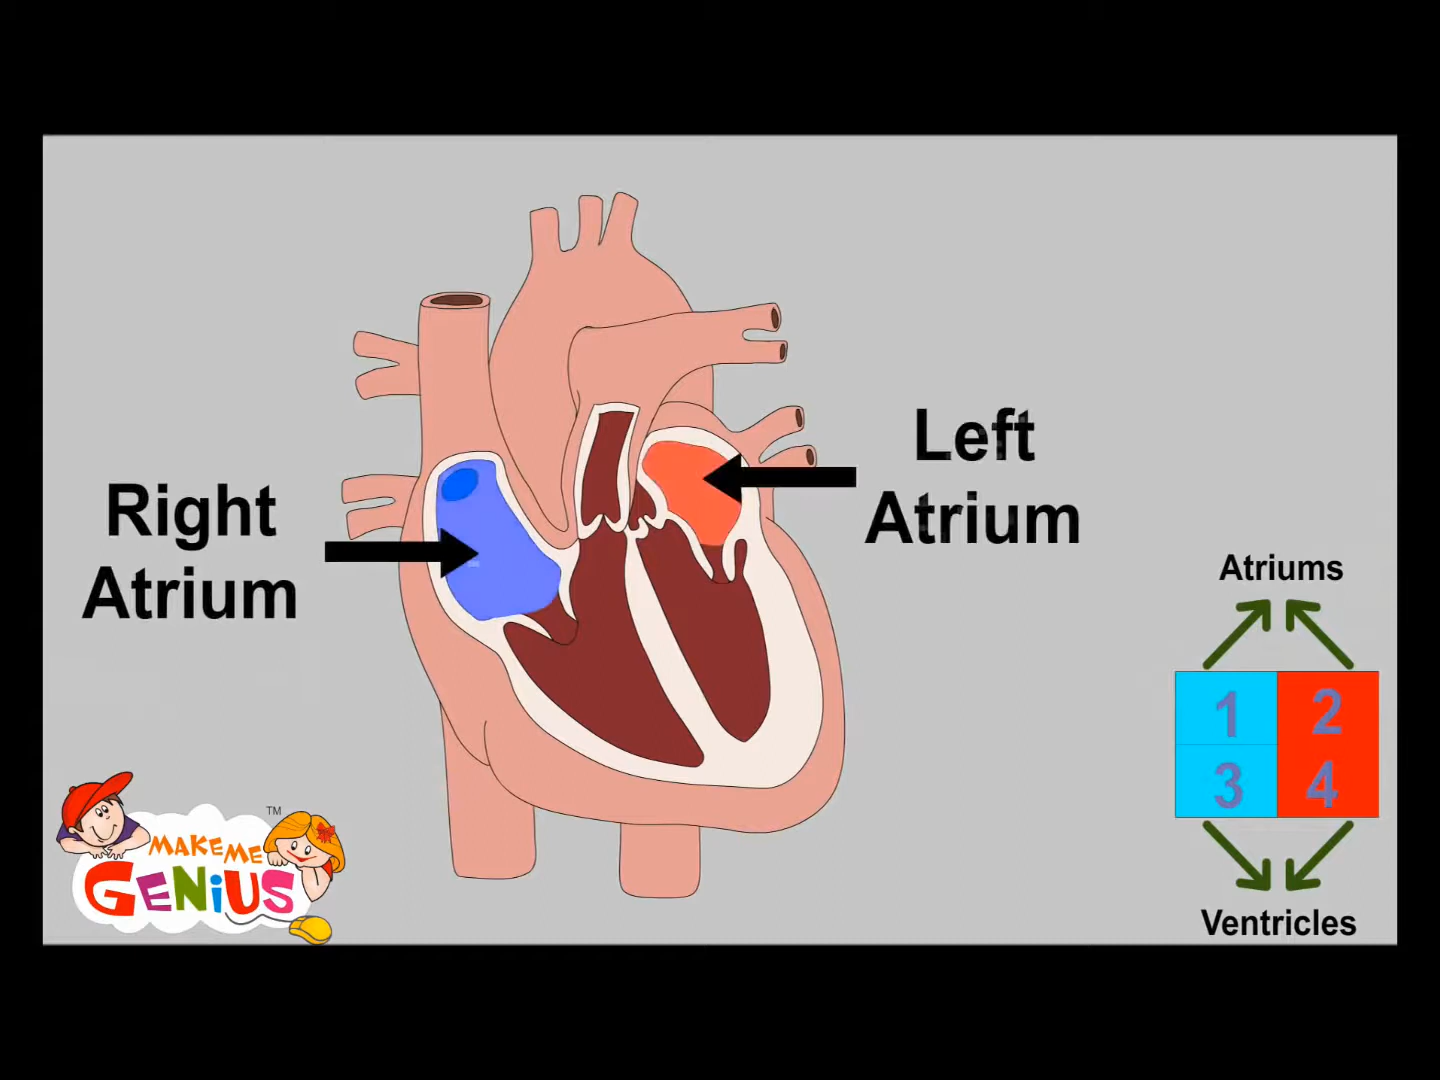 Left
Atrium
Right
Atrium
Atriums
1 2
3 4
Ventricles
MAKE ME
GENIUS
TM